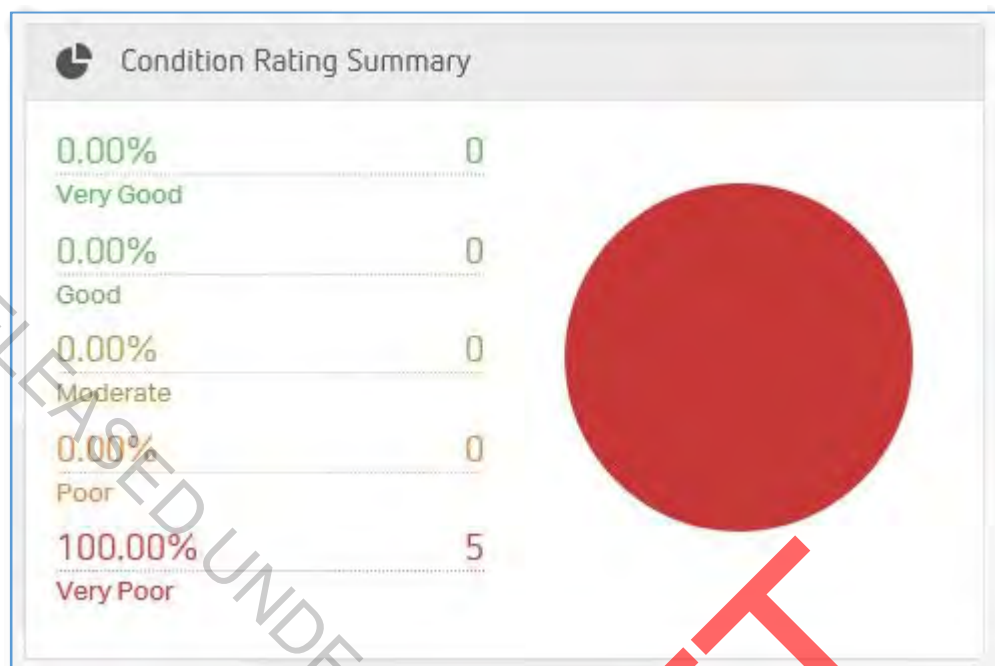 Condition Rating Summary
0.00% 0
Very Good
0.00% 0
Good
0.00% 0
Moderate
0.00% 0
Poor
100.00% 5
Very Poor